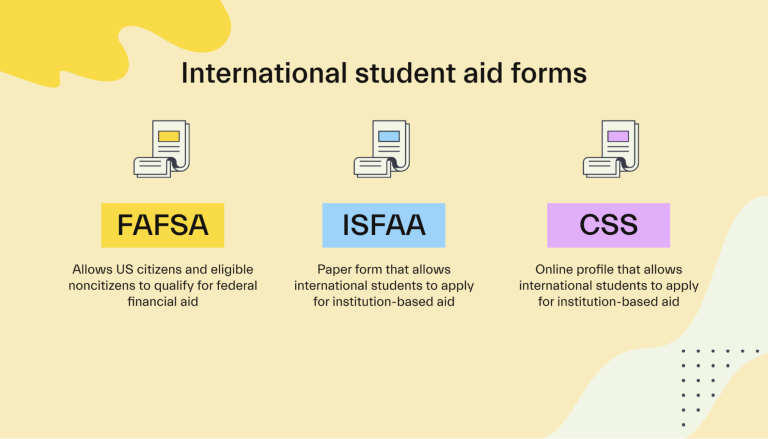 International student aid forms
FAFSA
Allows US citizens and eligible
noncitizens to qualify for federal
financial aid
ISFAA
Paper form that allows
international students to apply
for institution-based aid
CSS
Online profile that allows
international students to apply
for institution-based aid